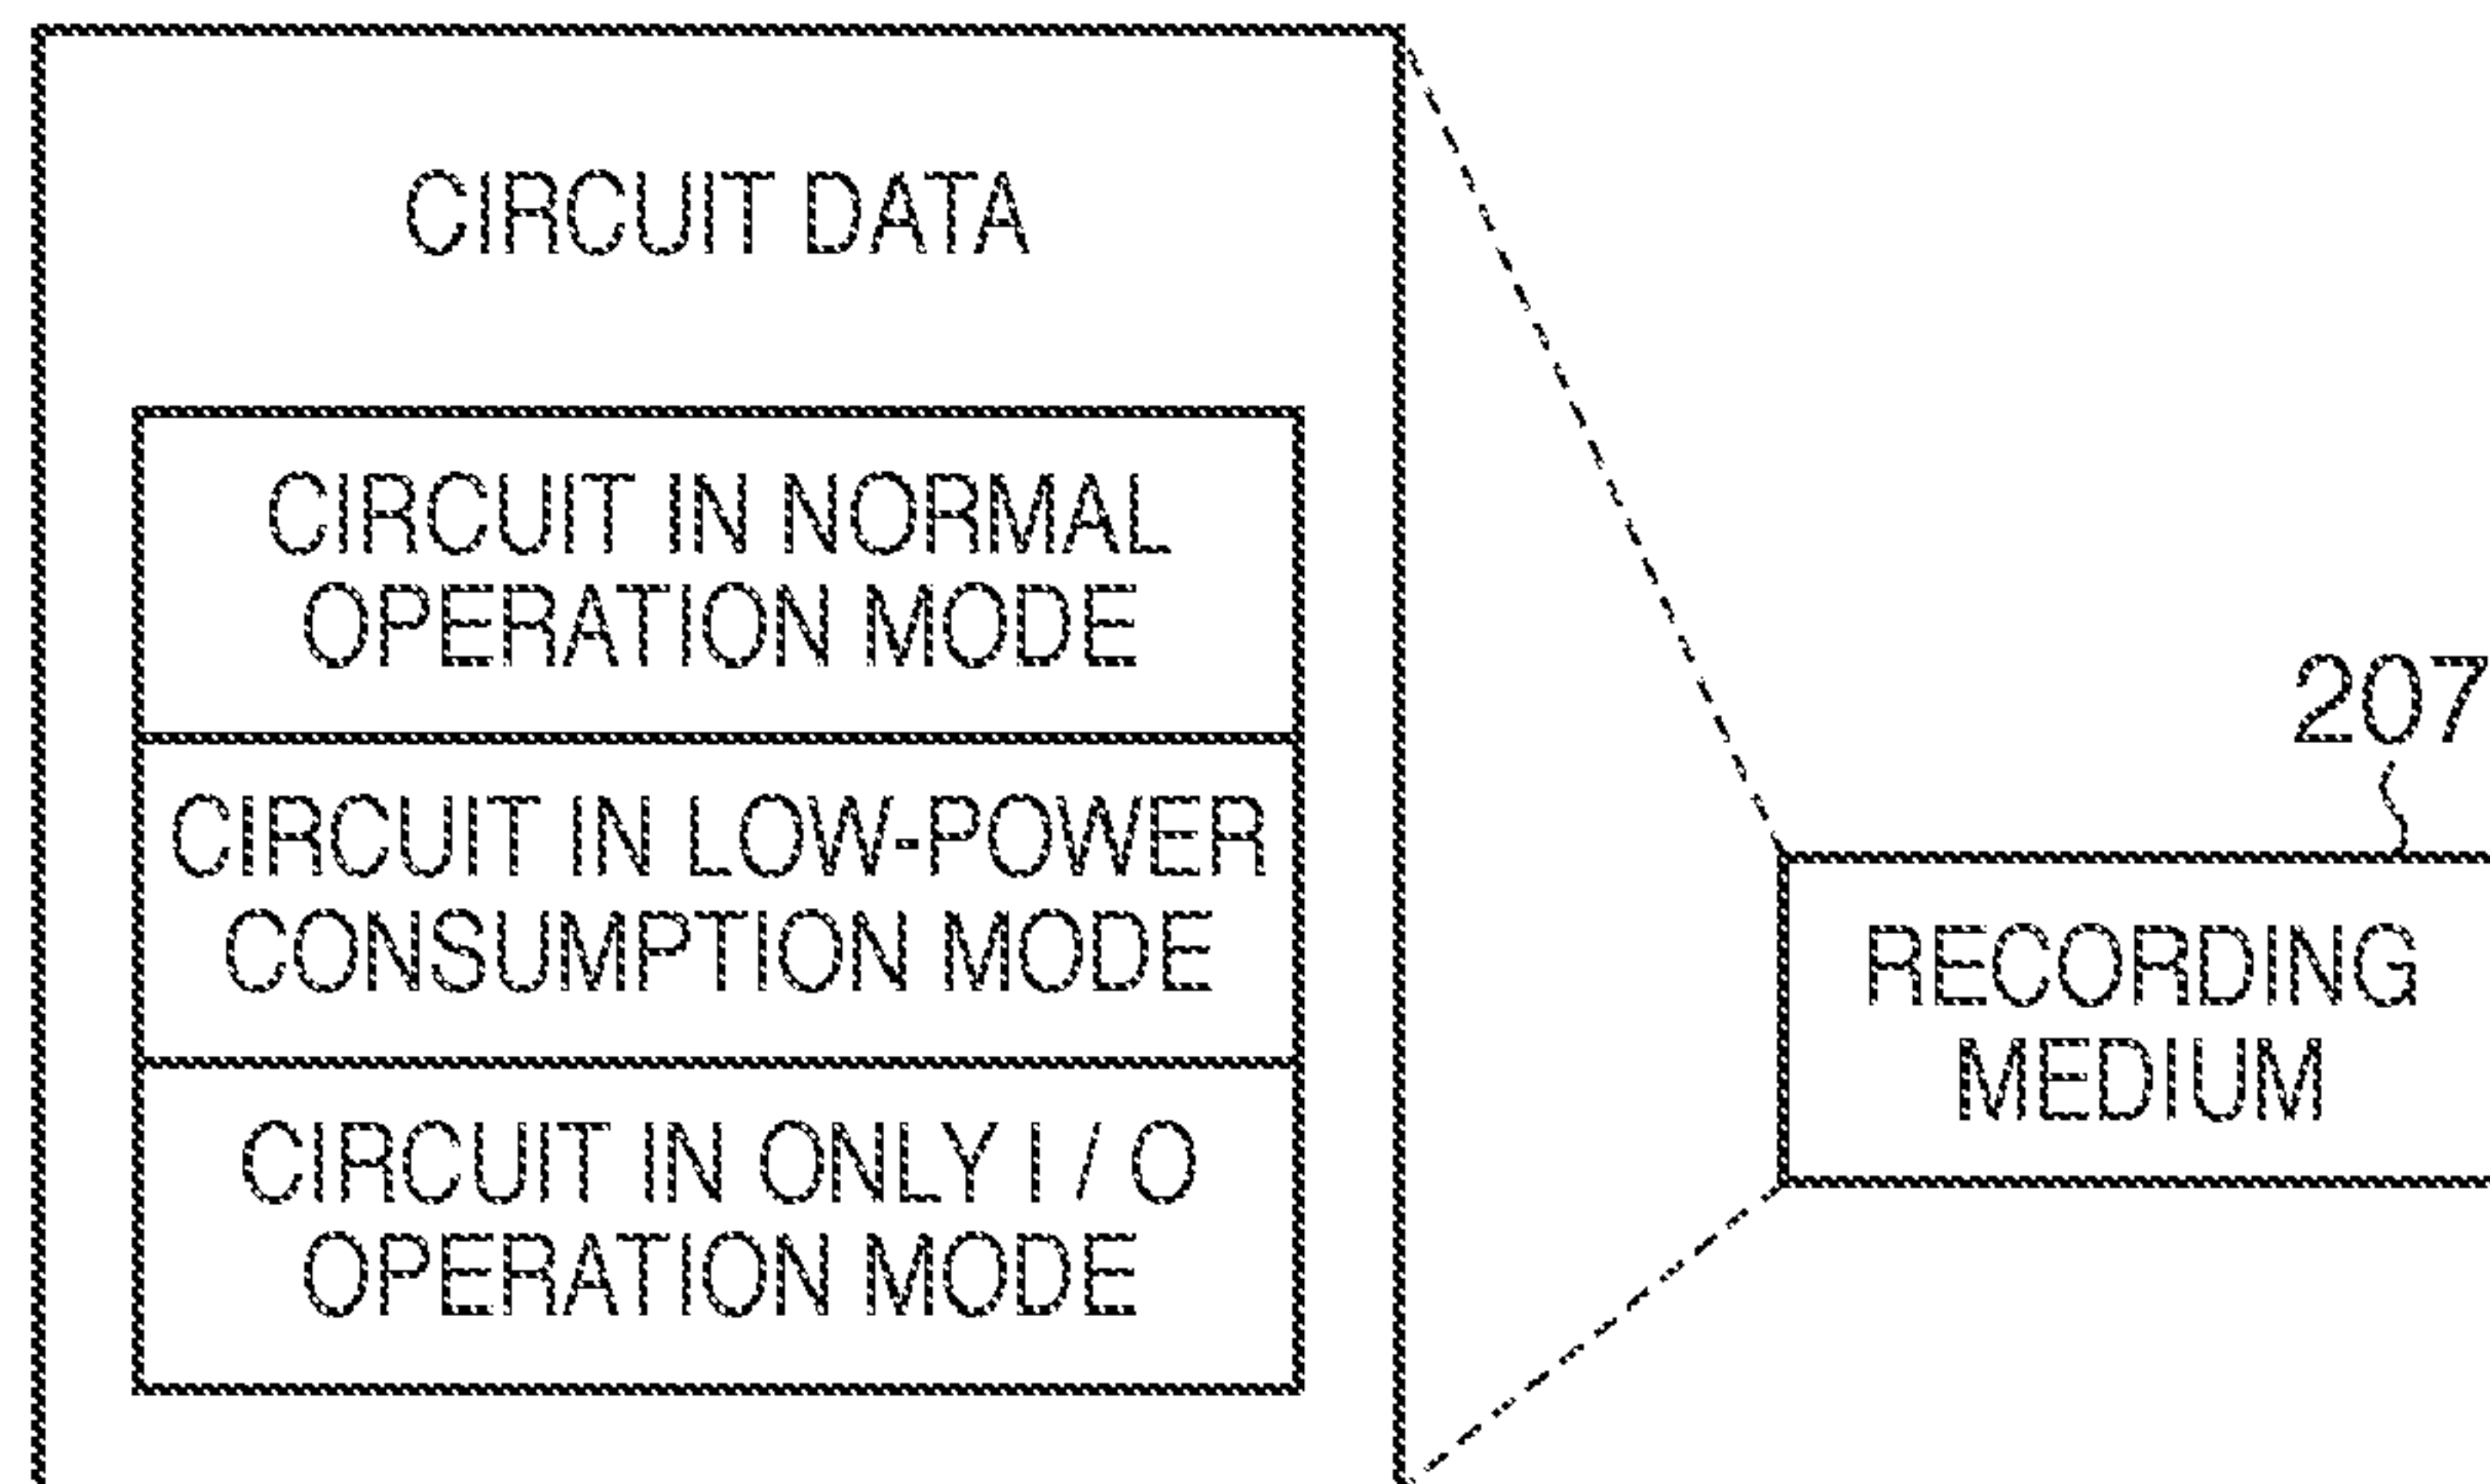 CIRCUIT DATA
CIRCUIT IN NORMAL
OPERATION MODE
CIRCUIT IN LOW-POWER
CONSUMPTION MODE
CIRCUIT IN ONLY I / O
OPERATION MODE
207
RECORDING
MEDIUM